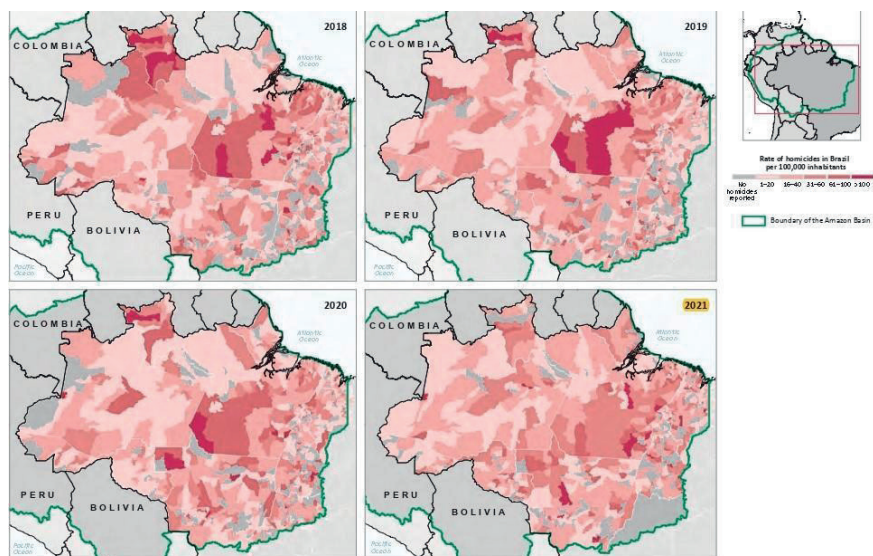 2018
COLOMBIA
Atlantic
Ocean
PERU
BOLIVIA
Pacific
Ocean
2019
COLOMBIA
Atlantic
Ocean
PERU
BOLIVIA
Pacific
Ocean
Rate of homicides in Brazil
per 100,000 inhabitants
No
homicides
reported
1–20
16–40
31–60
61–100
>100
Boundary of the Amazon Basin
2020
COLOMBIA
Atlantic
Ocean
PERU
BOLIVIA
Pacific
Ocean
2021
COLOMBIA
Atlantic
Ocean
PERU
BOLIVIA
Pacific
Ocean